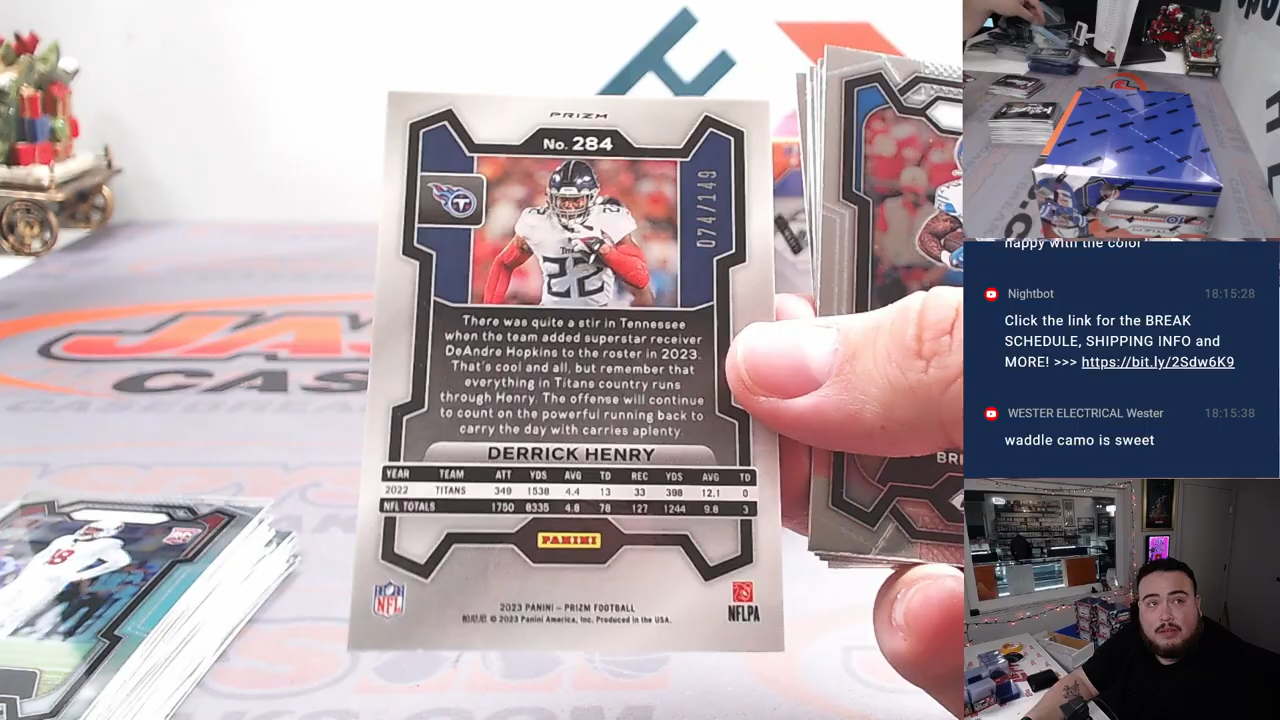 PRIZM
No. 284
074/149
22
There was quite a stir in Tennessee
when the team added superstar receiver
DeAndre Hopkins to the roster in 2023.
That's cool and all, but remember that
everything in Titans country runs
through Henry. The offense will continue
to count on the powerful running back to
carry the day with carries aplenty.
DERRICK HENRY
YEAR TEAM ATT YDS AVG TD REC YDS AVG TD
2022 TITANS 349 1538 4.4 13 33 398 12.1 0
NFL TOTALS 1750 8335 4.8 78 127 1244 9.8 3
PANINI
NFL
NFLPA
2023 PANINI – PRIZM FOOTBALL
© 2023 Panini America, Inc. Produced in the USA.
JAS
CAS
18
happy with the color
Nightbot 18:15:28
Click the link for the BREAK
SCHEDULE, SHIPPING INFO and
MORE! >>> https://bit.ly/2Sdw6K9
WESTER ELECTRICAL Wester 18:15:38
waddle camo is sweet